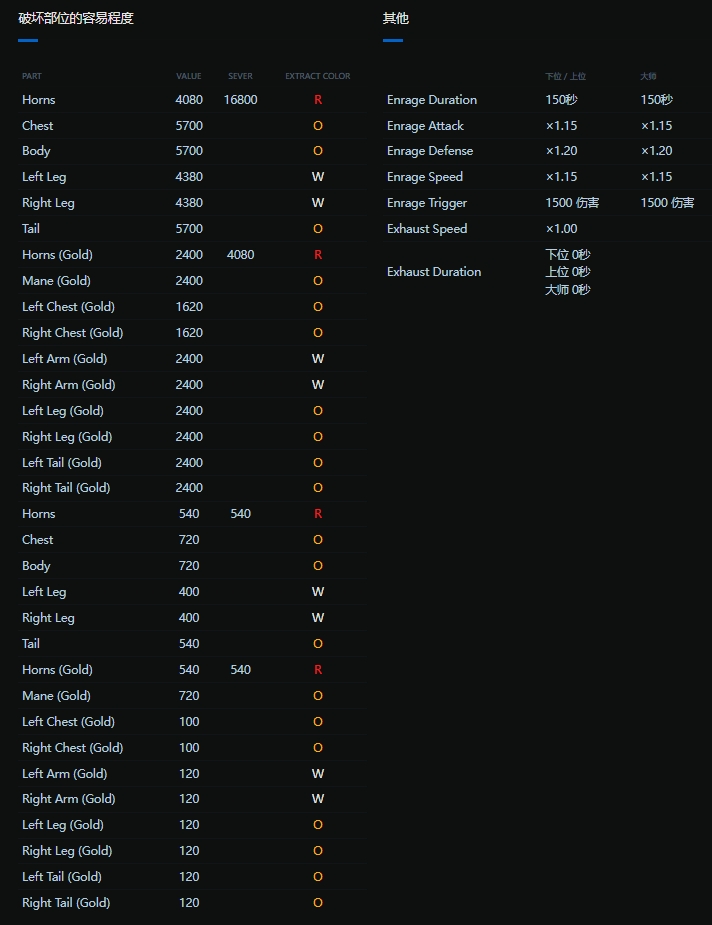 破坏部位的容易程度
PART VALUE SEVER EXTRACT COLOR
Horns 4080 16800 R
Chest 5700 O
Body 5700 O
Left Leg 4380 W
Right Leg 4380 W
Tail 5700 O
Horns (Gold) 2400 4080 R
Mane (Gold) 2400 O
Left Chest (Gold) 1620 O
Right Chest (Gold) 1620 O
Left Arm (Gold) 2400 W
Right Arm (Gold) 2400 W
Left Leg (Gold) 2400 O
Right Leg (Gold) 2400 O
Left Tail (Gold) 2400 O
Right Tail (Gold) 2400 O
Horns 540 540 R
Chest 720 O
Body 720 O
Left Leg 400 W
Right Leg 400 W
Tail 540 O
Horns (Gold) 540 540 R
Mane (Gold) 720 O
Left Chest (Gold) 100 O
Right Chest (Gold) 100 O
Left Arm (Gold) 120 W
Right Arm (Gold) 120 W
Left Leg (Gold) 120 O
Right Leg (Gold) 120 O
Left Tail (Gold) 120 O
Right Tail (Gold) 120 O
其他
下位 / 上位 大师
Enrage Duration 150秒 150秒
Enrage Attack ×1.15 ×1.15
Enrage Defense ×1.20 ×1.20
Enrage Speed ×1.15 ×1.15
Enrage Trigger 1500 伤害 1500 伤害
Exhaust Speed ×1.00
Exhaust Duration 下位 0秒
上位 0秒
大师 0秒